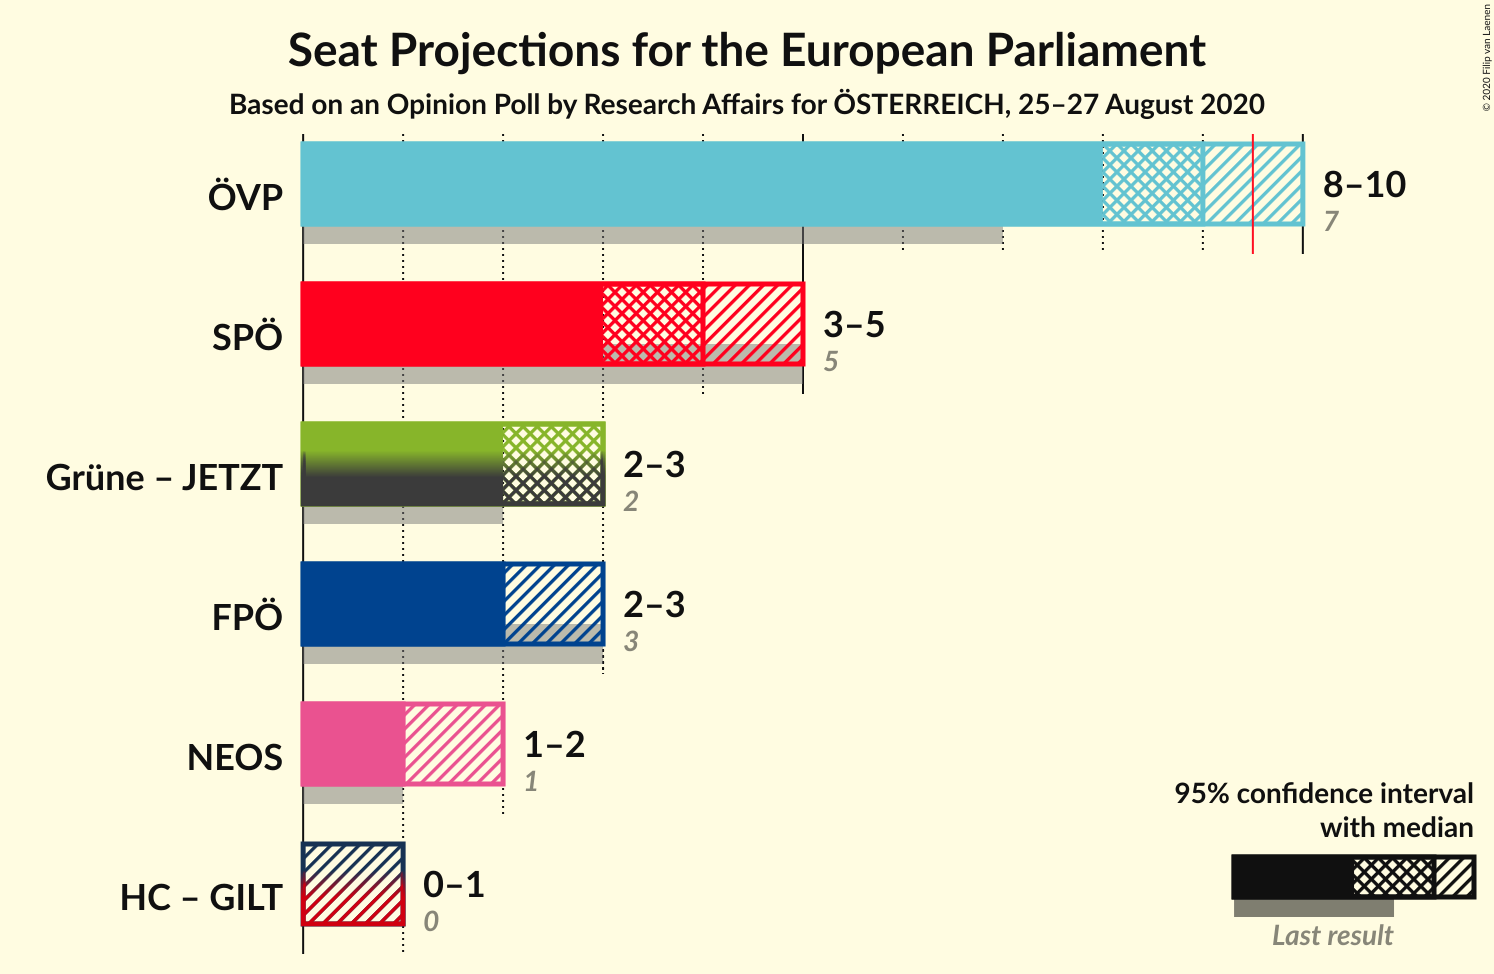 Seat Projections for the European Parliament
Based on an Opinion Poll by Research Affairs for ÖSTERREICH, 25–27 August 2020
© 2020 Filip van Laenen
ÖVP
8–10
7
SPÖ
3–5
5
Grüne – JETZT
2–3
2
FPÖ
2–3
3
NEOS
1–2
1
HC – GILT
0–1
0
95% confidence interval
with median
Last result